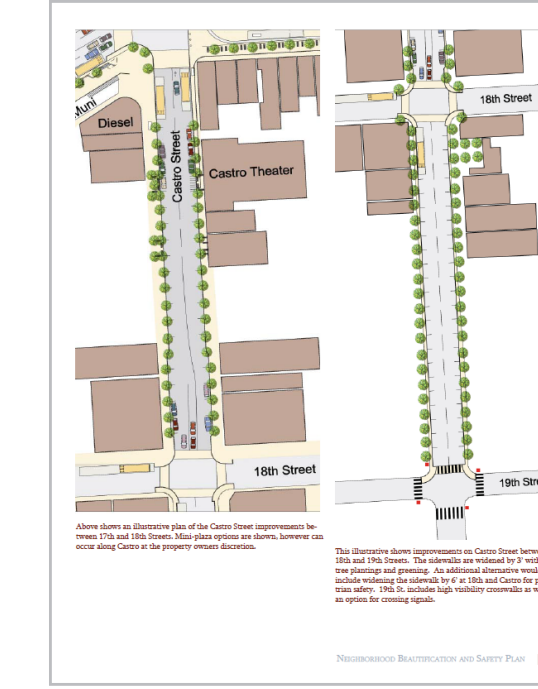 Muni
Diesel
Castro Street
Castro Theater
18th Street
Above shows an illustrative plan of the Castro Street improvements be-
tween 17th and 18th Streets. Mini-plaza options are shown, however can
occur along Castro at the property owners discretion.
18th Street
19th Stre
This illustrative shows improvements on Castro Street betwe
18th and 19th Streets. The sidewalks are widened by 3' with
tree plantings and greening. An additional alternative woul
include widening the sidewalk by 6' at 18th and Castro for p
trian safety. 19th St. includes high visibility crosswalks as w
an option for crossing signals.
Neighborhood Beautification and Safety Plan |